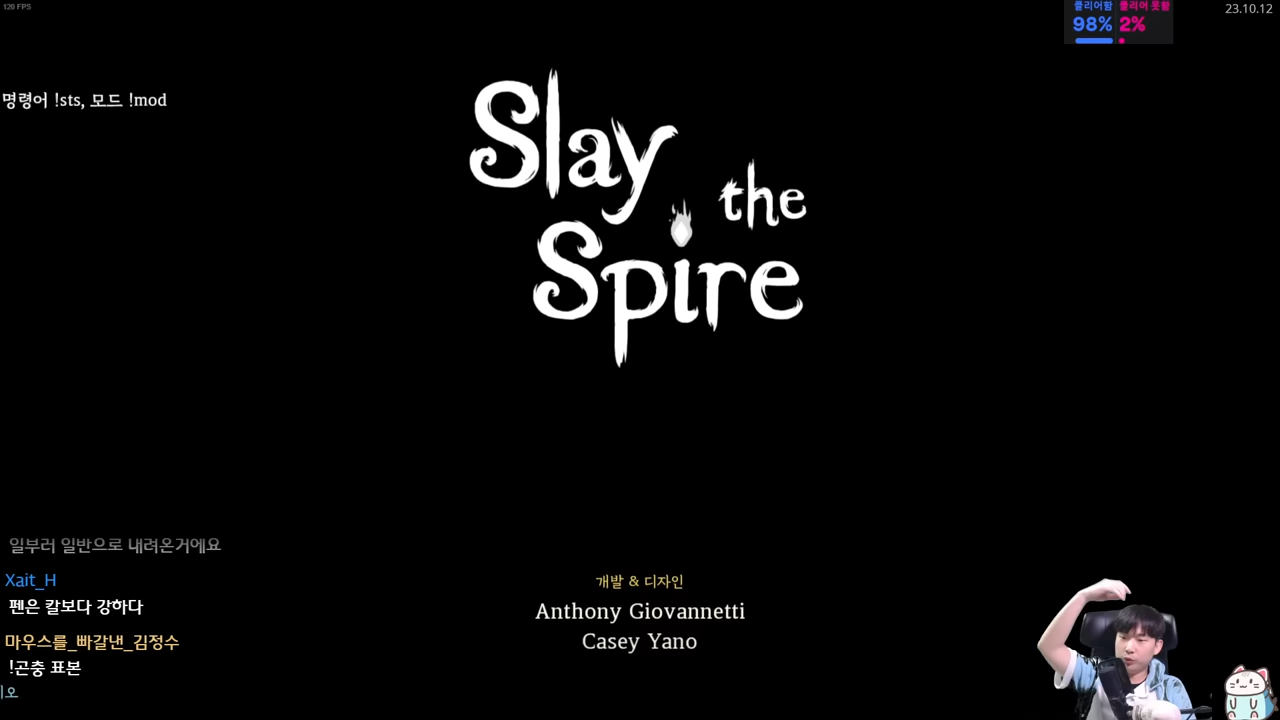 120 FPS
클리어함 클리어 못함
98% 2%
23.10.12
명령어 !sts, 모드 !mod
Slay
the
Spire
일부러 일반으로 내려온거에요
Xait_H
펜은 칼보다 강하다
마우스를_빠갈낸_김정수
!곤충 표본
개발 & 디자인
Anthony Giovannetti
Casey Yano